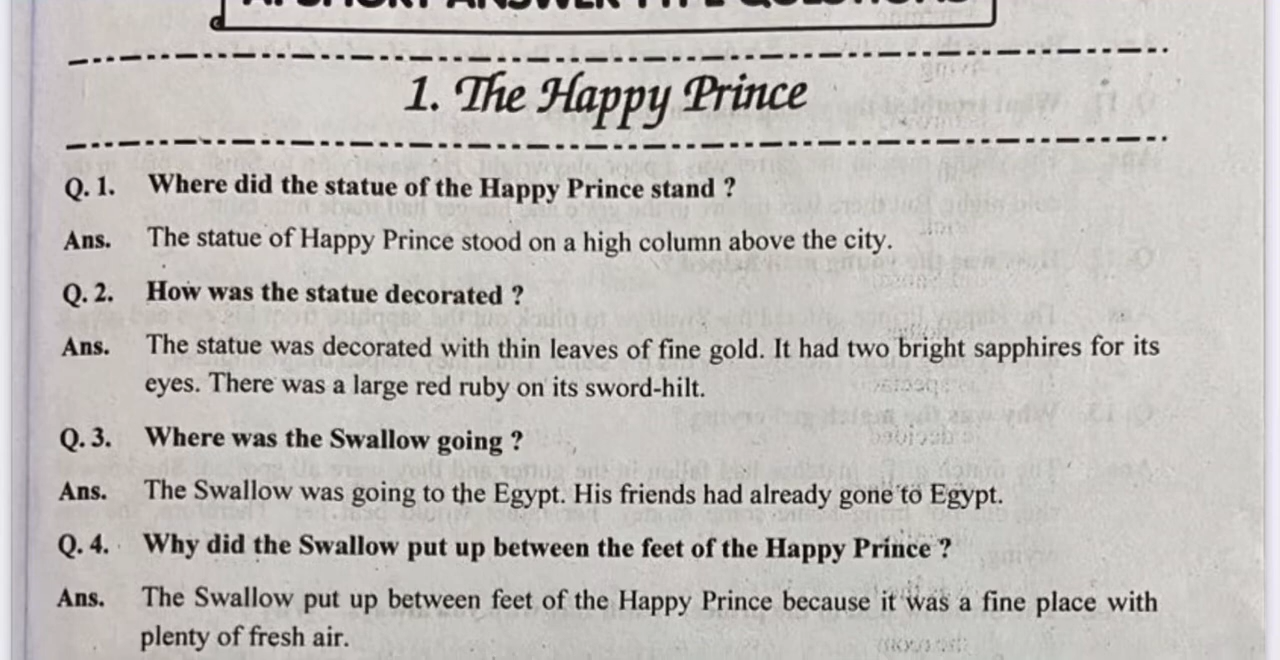 1. The Happy Prince
Q. 1. Where did the statue of the Happy Prince stand ?
Ans. The statue of Happy Prince stood on a high column above the city.
Q. 2. How was the statue decorated ?
Ans. The statue was decorated with thin leaves of fine gold. It had two bright sapphires for its
eyes. There was a large red ruby on its sword-hilt.
Q. 3. Where was the Swallow going ?
Ans. The Swallow was going to the Egypt. His friends had already gone to Egypt.
Q. 4. Why did the Swallow put up between the feet of the Happy Prince ?
Ans. The Swallow put up between feet of the Happy Prince because it was a fine place with
plenty of fresh air.